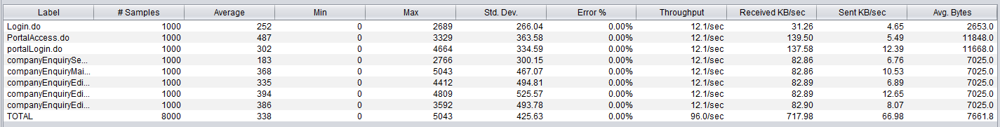 Label # Samples Average Min Max Std. Dev. Error % Throughput Received KB/sec Sent KB/sec Avg. Bytes
Login.do 1000 252 0 2689 266.04 0.00% 12.1/sec 31.26 4.65 2653.0
PortalAccess.do 1000 487 0 3329 363.58 0.00% 12.1/sec 139.50 5.49 11848.0
portalLogin.do 1000 302 0 4664 334.59 0.00% 12.1/sec 137.58 12.39 11668.0
companyEnquirySe... 1000 183 0 2766 300.15 0.00% 12.1/sec 82.86 6.76 7025.0
companyEnquiryMai... 1000 368 0 5043 467.07 0.00% 12.1/sec 82.86 10.53 7025.0
companyEnquiryEdi... 1000 335 0 4412 494.81 0.00% 12.1/sec 82.89 6.89 7025.0
companyEnquiryEdi... 1000 394 0 4809 525.57 0.00% 12.1/sec 82.89 12.65 7025.0
companyEnquiryEdi... 1000 386 0 3592 493.78 0.00% 12.1/sec 82.90 8.07 7025.0
TOTAL 8000 338 0 5043 425.63 0.00% 96.0/sec 717.98 66.98 7661.8